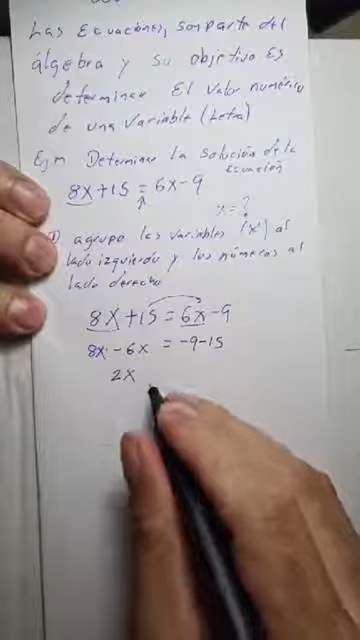 Las Ecuaciones, son parte del
álgebra y su objetivo Es
determinar El valor numérico
de una variable (Letra)
Ejm Determinar la solución de la
Ecuación
8X + 15 = 6X - 9
x = ?
① agrupo las variables (x) al
lado izquierdo y los números al
lado derecho
8X + 15 = 6X - 9
8X - 6X = -9 - 15
2X